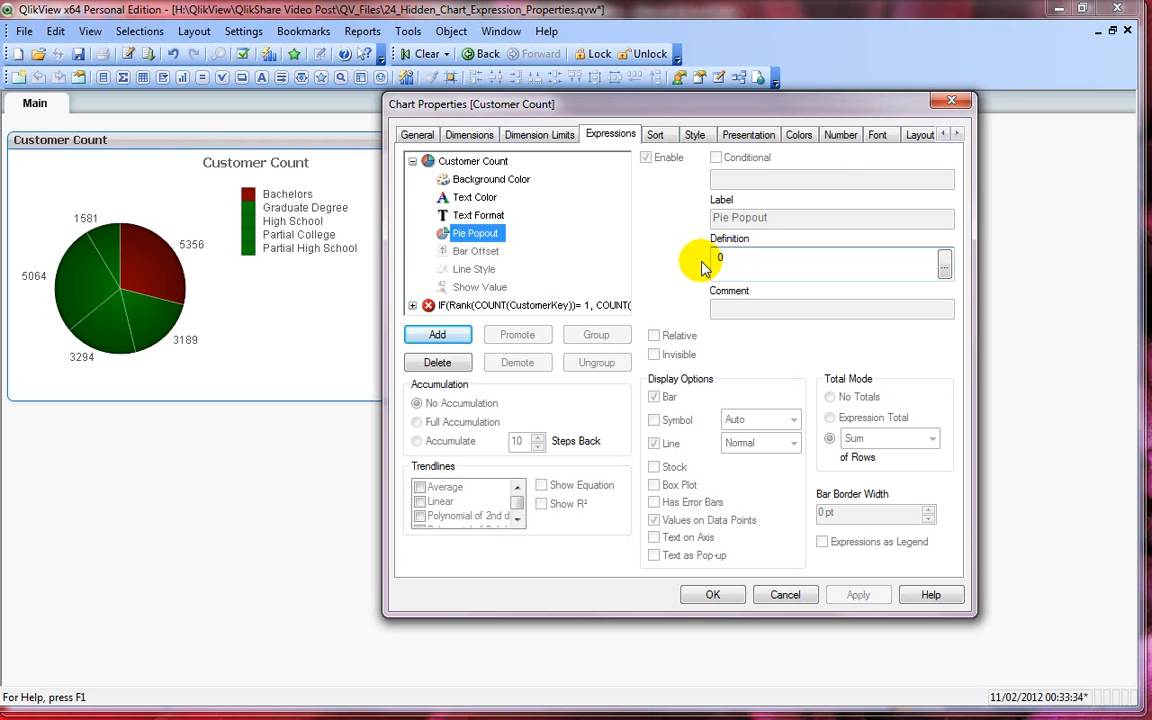 QlikView x64 Personal Edition - [H:\QlikView\QlikShare Video Post\QV_Files\24_Hidden_Chart_Expression_Properties.qvw*]
File Edit View Selections Layout Settings Bookmarks Reports Tools Object Window Help
Clear Back Forward Lock Unlock
Main
Customer Count
Customer Count
Bachelors
Graduate Degree
High School
Partial College
Partial High School
1581
5356
5064
3189
3294
Chart Properties [Customer Count]
General Dimensions Dimension Limits Expressions Sort Style Presentation Colors Number Font Layout
Customer Count
Background Color
Text Color
Text Format
Pie Popout
Bar Offset
Line Style
Show Value
IF(Rank(COUNT(CustomerKey))= 1, COUNT(
Add Promote Group
Delete Demote Ungroup
Accumulation
No Accumulation
Full Accumulation
Accumulate 10 Steps Back
Trendlines
Average
Linear
Polynomial of 2nd d
Show Equation
Show R²
Enable Conditional
Label
Pie Popout
Definition
0
...
Comment
Relative
Invisible
Display Options
Bar
Symbol Auto
Line Normal
Stock
Box Plot
Has Error Bars
Values on Data Points
Text on Axis
Text as Pop-up
Total Mode
No Totals
Expression Total
Sum
of Rows
Bar Border Width
0 pt
Expressions as Legend
OK Cancel Apply Help
For Help, press F1
11/02/2012 00:33:34*